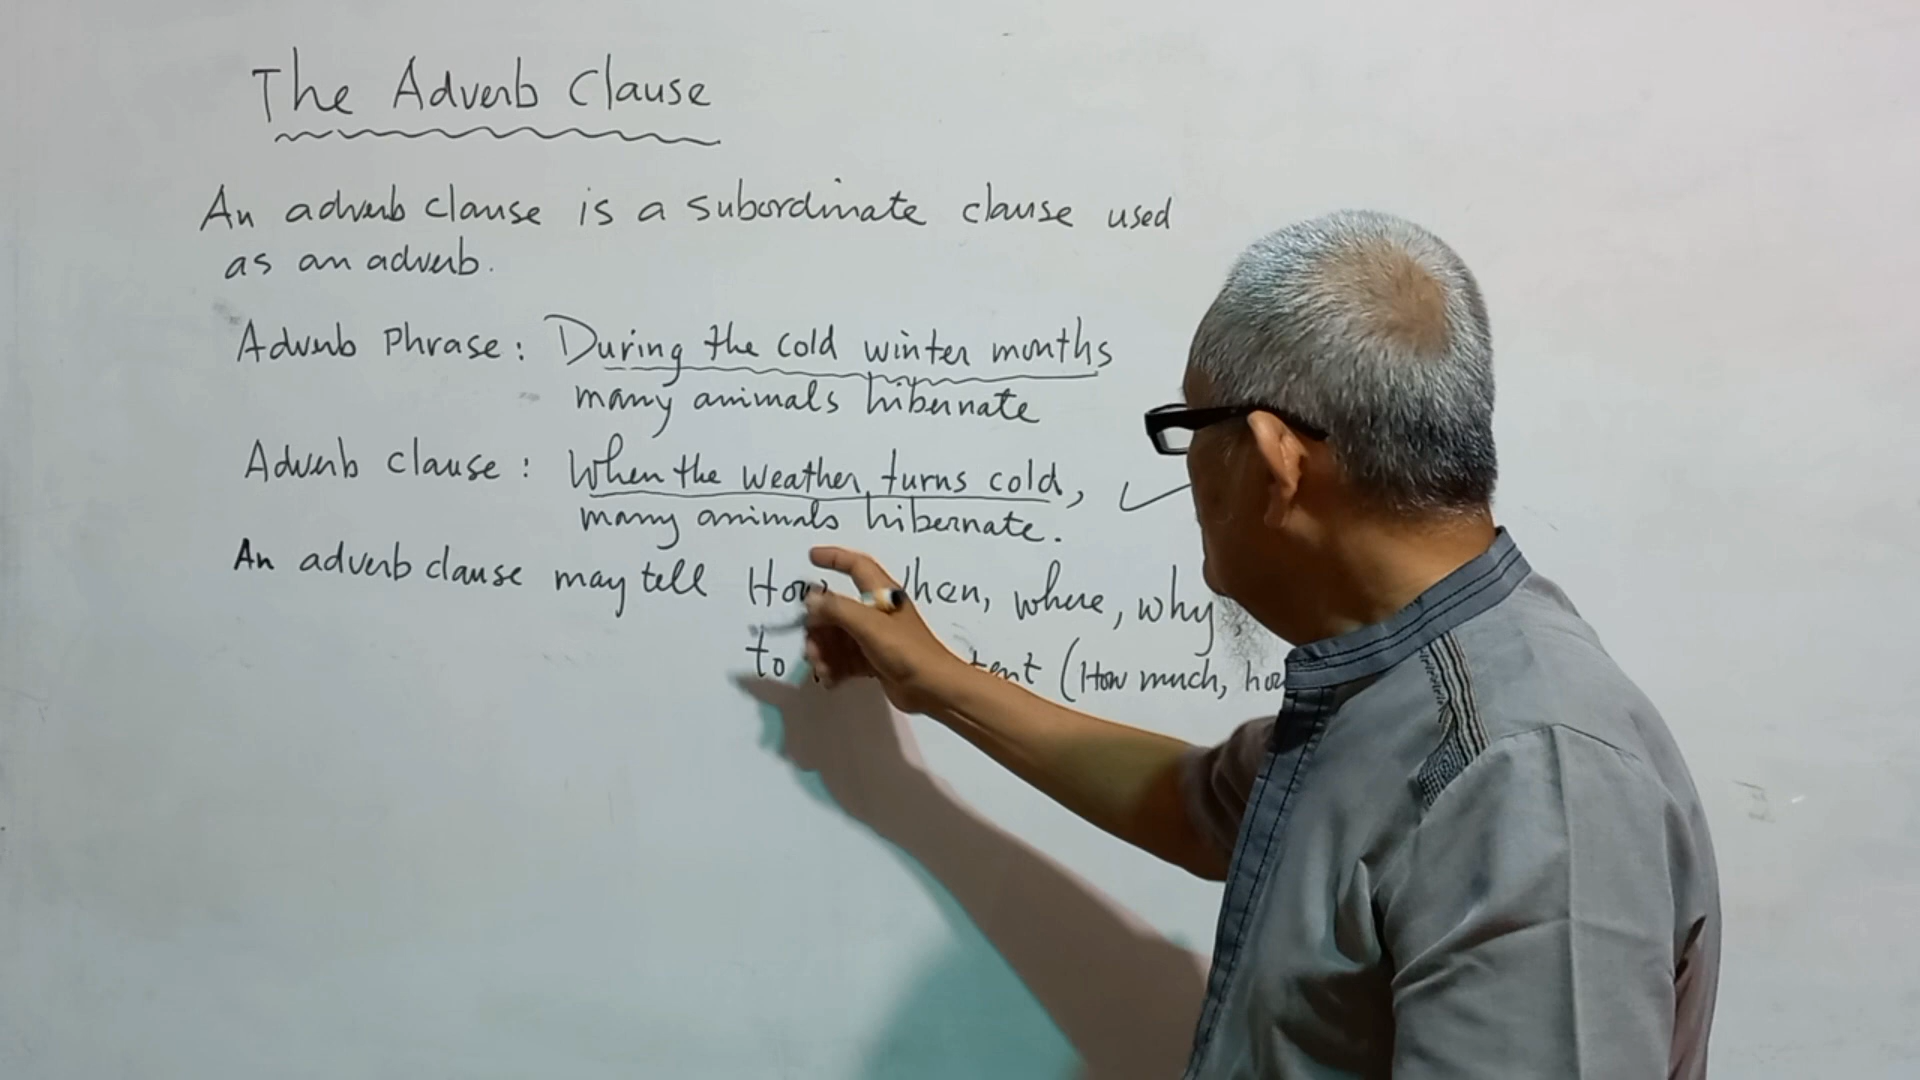 The Adverb Clause
An adverb clause is a subordinate clause used
as an adverb.
Adverb Phrase: During the cold winter months
many animals hibernate
Adverb clause: When the weather turns cold,
many animals hibernate.
An adverb clause may tell How, when, where, why,
to (How much,